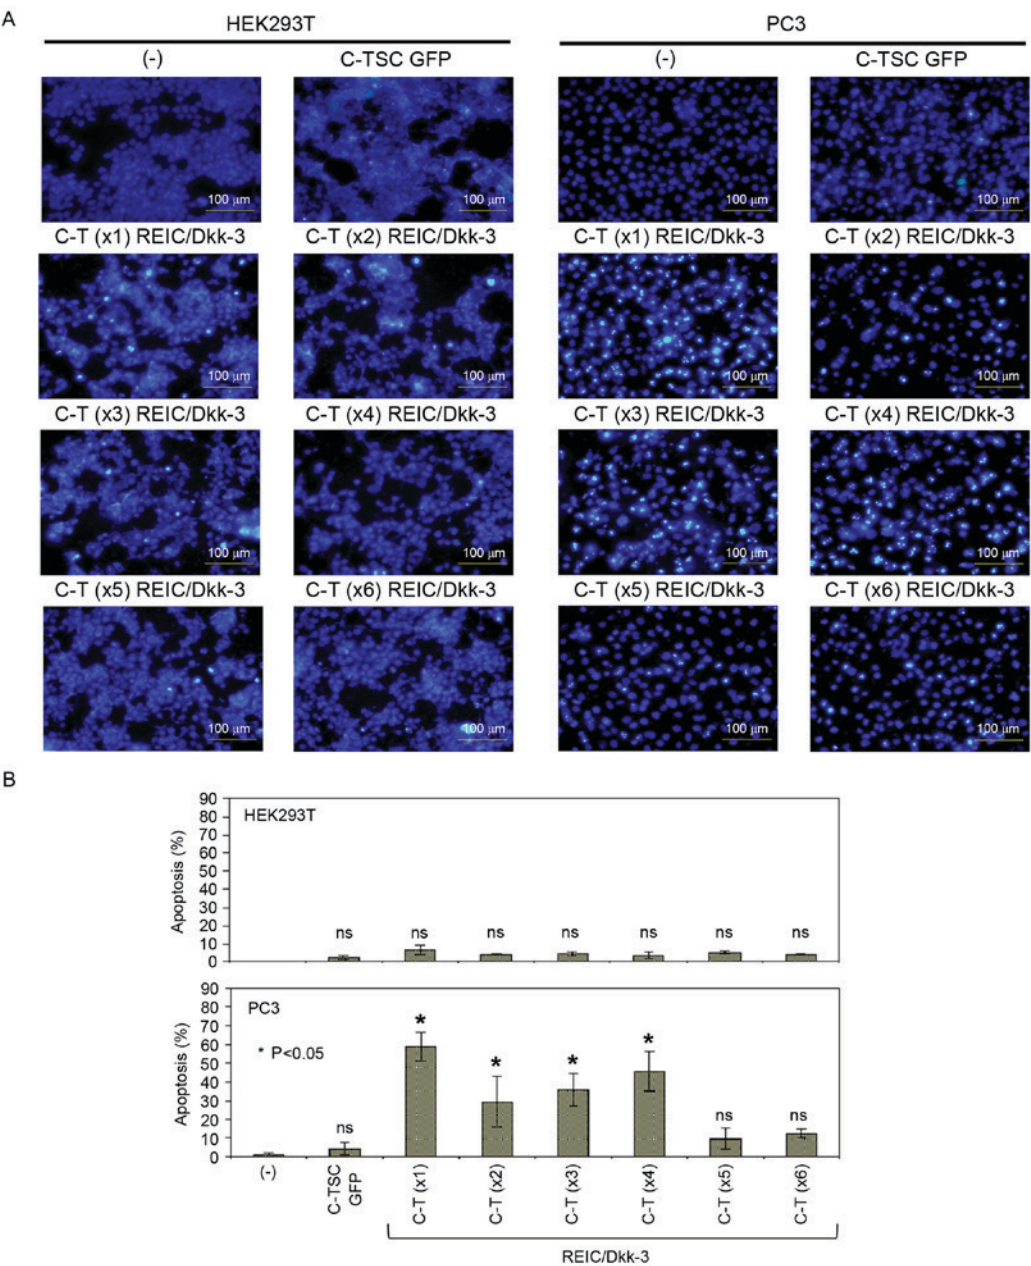 A
HEK293T
PC3
(-)
C-TSC GFP
(-)
C-TSC GFP
100 μm
100 μm
100 μm
100 μm
C-T (x1) REIC/Dkk-3
C-T (x2) REIC/Dkk-3
C-T (x1) REIC/Dkk-3
C-T (x2) REIC/Dkk-3
100 μm
100 μm
100 μm
100 μm
C-T (x3) REIC/Dkk-3
C-T (x4) REIC/Dkk-3
C-T (x3) REIC/Dkk-3
C-T (x4) REIC/Dkk-3
100 μm
100 μm
100 μm
100 μm
C-T (x5) REIC/Dkk-3
C-T (x6) REIC/Dkk-3
C-T (x5) REIC/Dkk-3
C-T (x6) REIC/Dkk-3
100 μm
100 μm
100 μm
100 μm
B
Apoptosis (%)
90
80
70
60
50
40
30
20
10
0
HEK293T
ns
ns
ns
ns
ns
ns
ns
Apoptosis (%)
90
80
70
60
50
40
30
20
10
0
PC3
* P<0.05
ns
*
*
*
*
ns
ns
(-)
C-TSC
GFP
C-T (x1)
C-T (x2)
C-T (x3)
C-T (x4)
C-T (x5)
C-T (x6)
REIC/Dkk-3